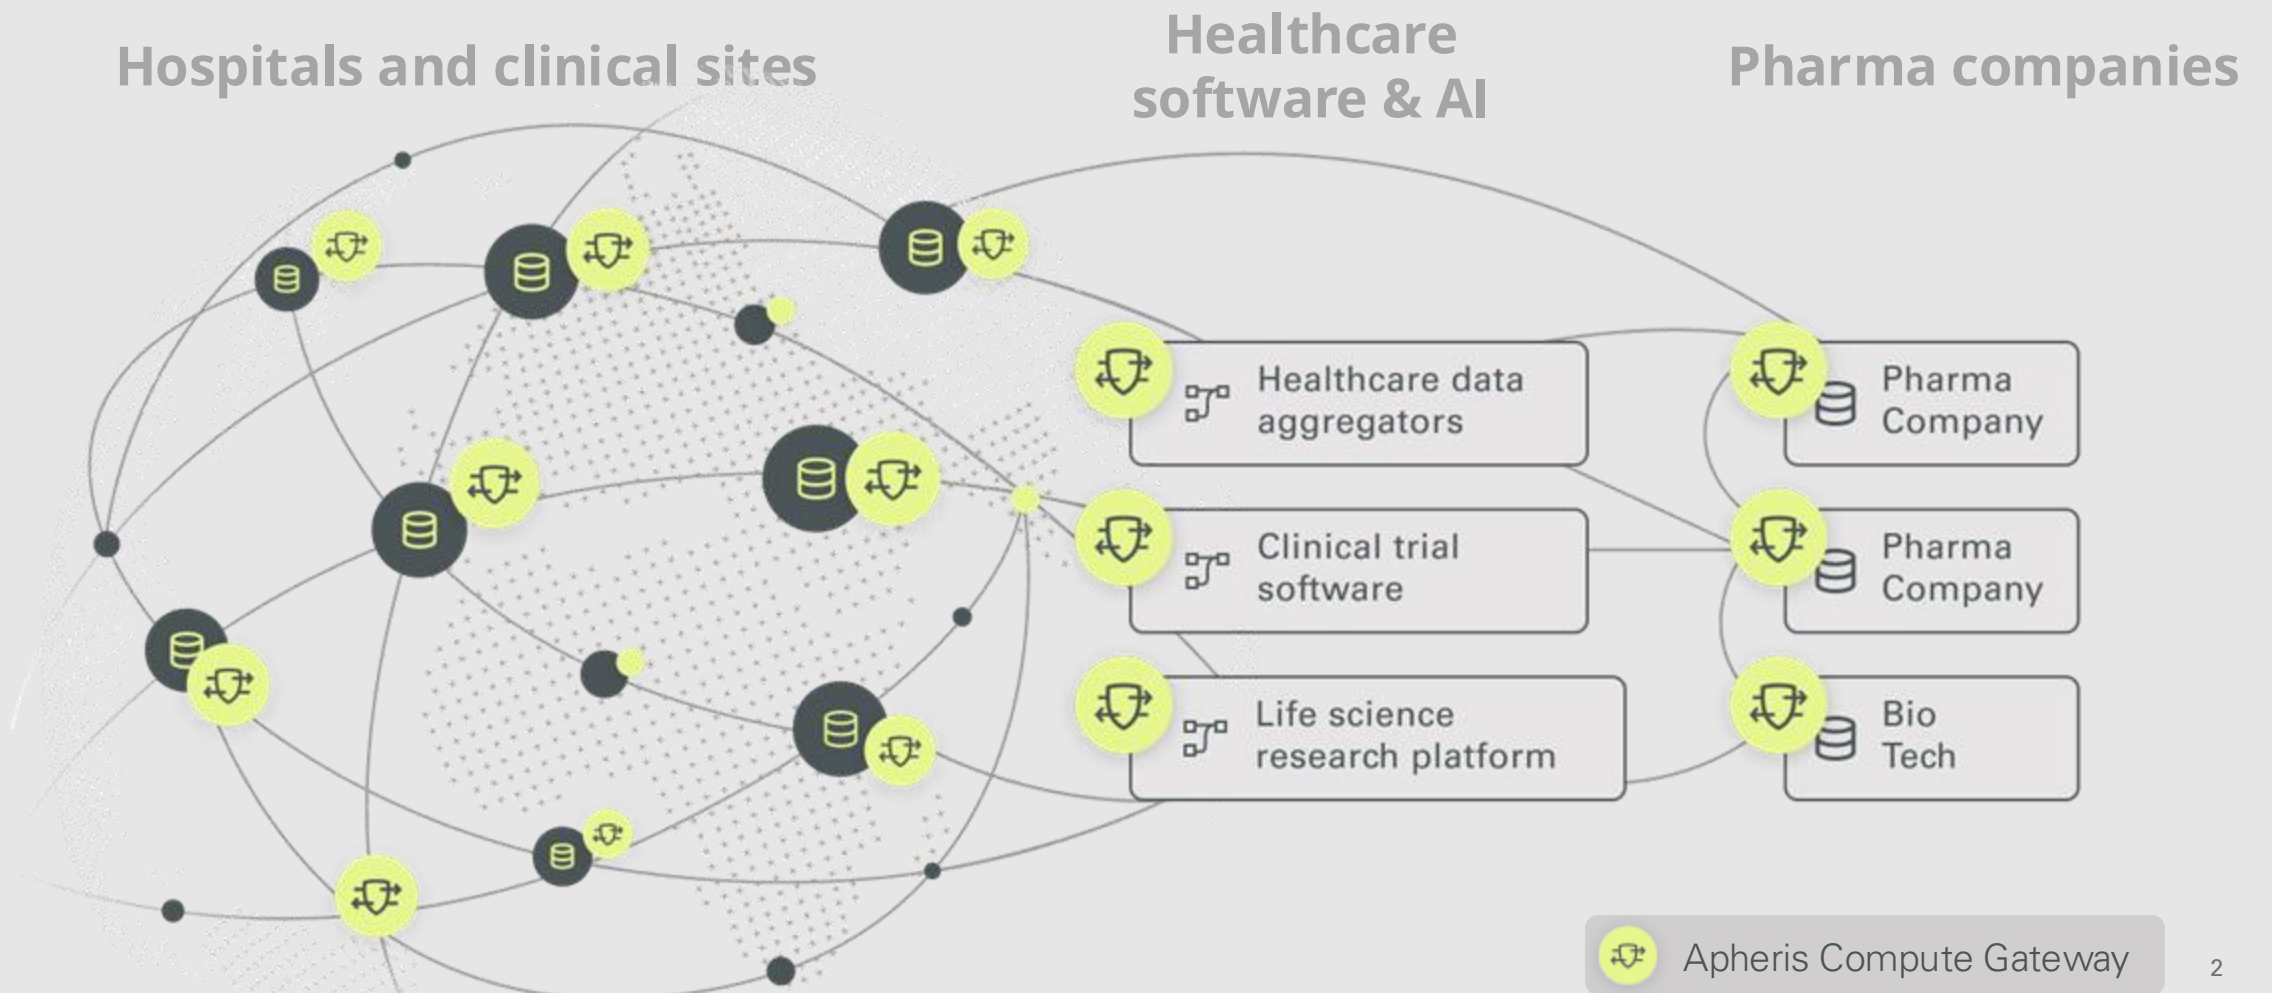 Hospitals and clinical sites
Healthcare
software & AI
Pharma companies
Healthcare data
aggregators
Clinical trial
software
Life science
research platform
Pharma
Company
Pharma
Company
Bio
Tech
Apheris Compute Gateway
2